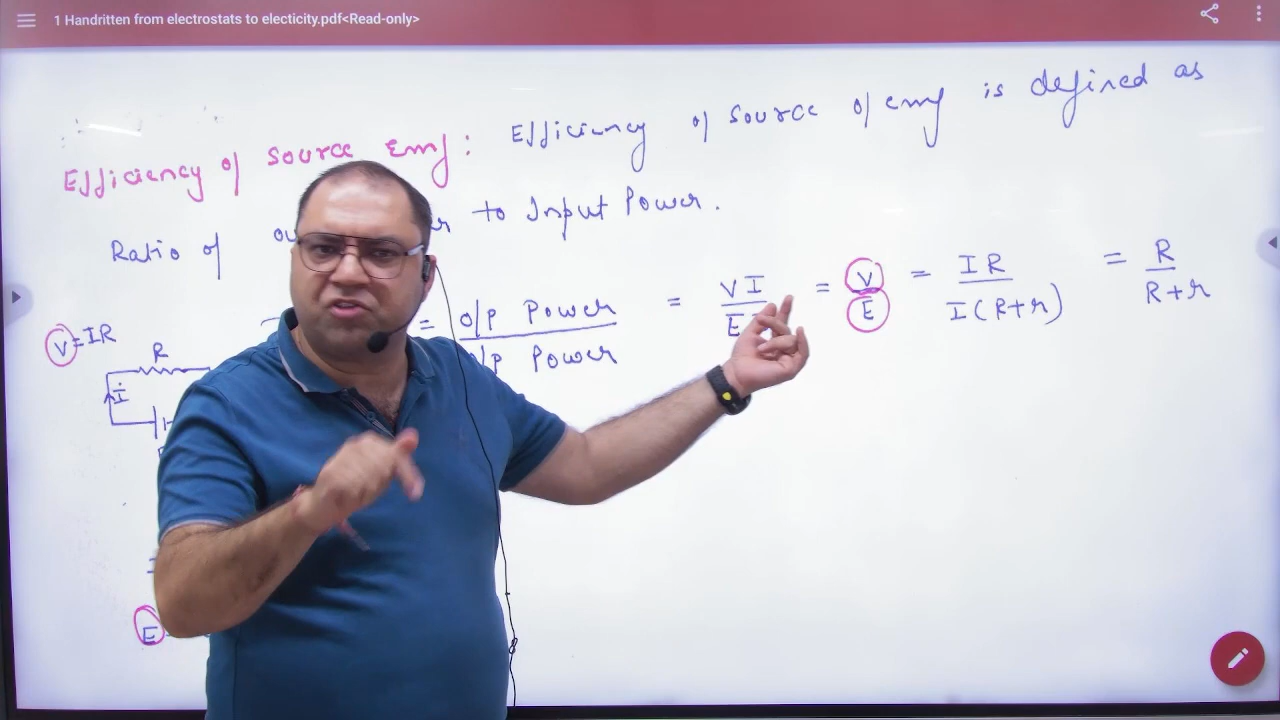 1 Handritten from electrostats to electicity.pdf<Read-only>
Efficiency of source Emf : Efficiency of source of emf is defined as
Ratio of to Input Power.
= o/p Power = VI = V = IR = R
Power E E I(R+r) R+r
V=IR
R
I
E